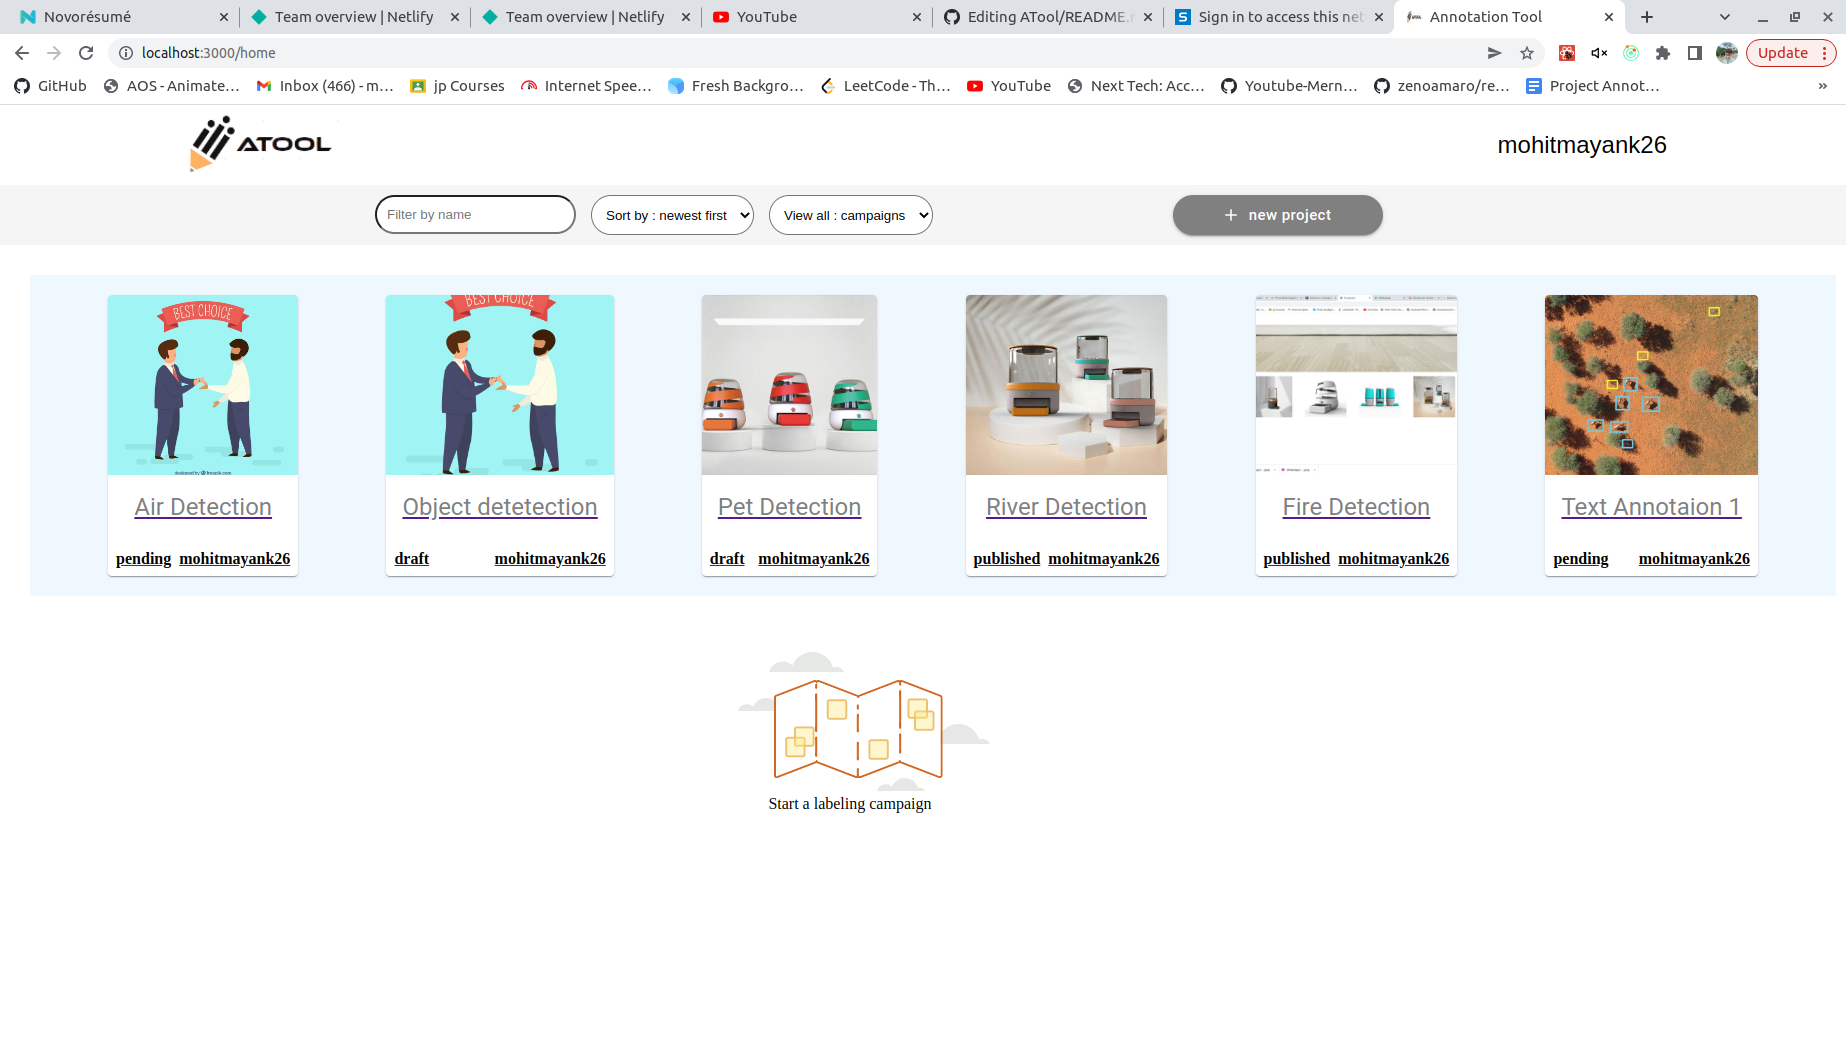 Novorésumé
Team overview | Netlify
Team overview | Netlify
YouTube
Editing ATool/README.
Sign in to access this net
Annotation Tool
localhost:3000/home
Update
GitHub
AOS - Animate…
Inbox (466) - m…
jp Courses
Internet Spee…
Fresh Backgro…
LeetCode - Th…
YouTube
Next Tech: Acc…
Youtube-Mern…
zenoamaro/re…
Project Annot…
»
ATOOL
mohitmayank26
Filter by name
Sort by : newest first
View all : campaigns
+ new project
BEST CHOICE
designed by freepik.com
Air Detection
pending mohitmayank26
BEST CHOICE
Object detetection
draft mohitmayank26
Pet Detection
draft mohitmayank26
River Detection
published mohitmayank26
Fire Detection
published mohitmayank26
Text Annotaion 1
pending mohitmayank26
Start a labeling campaign